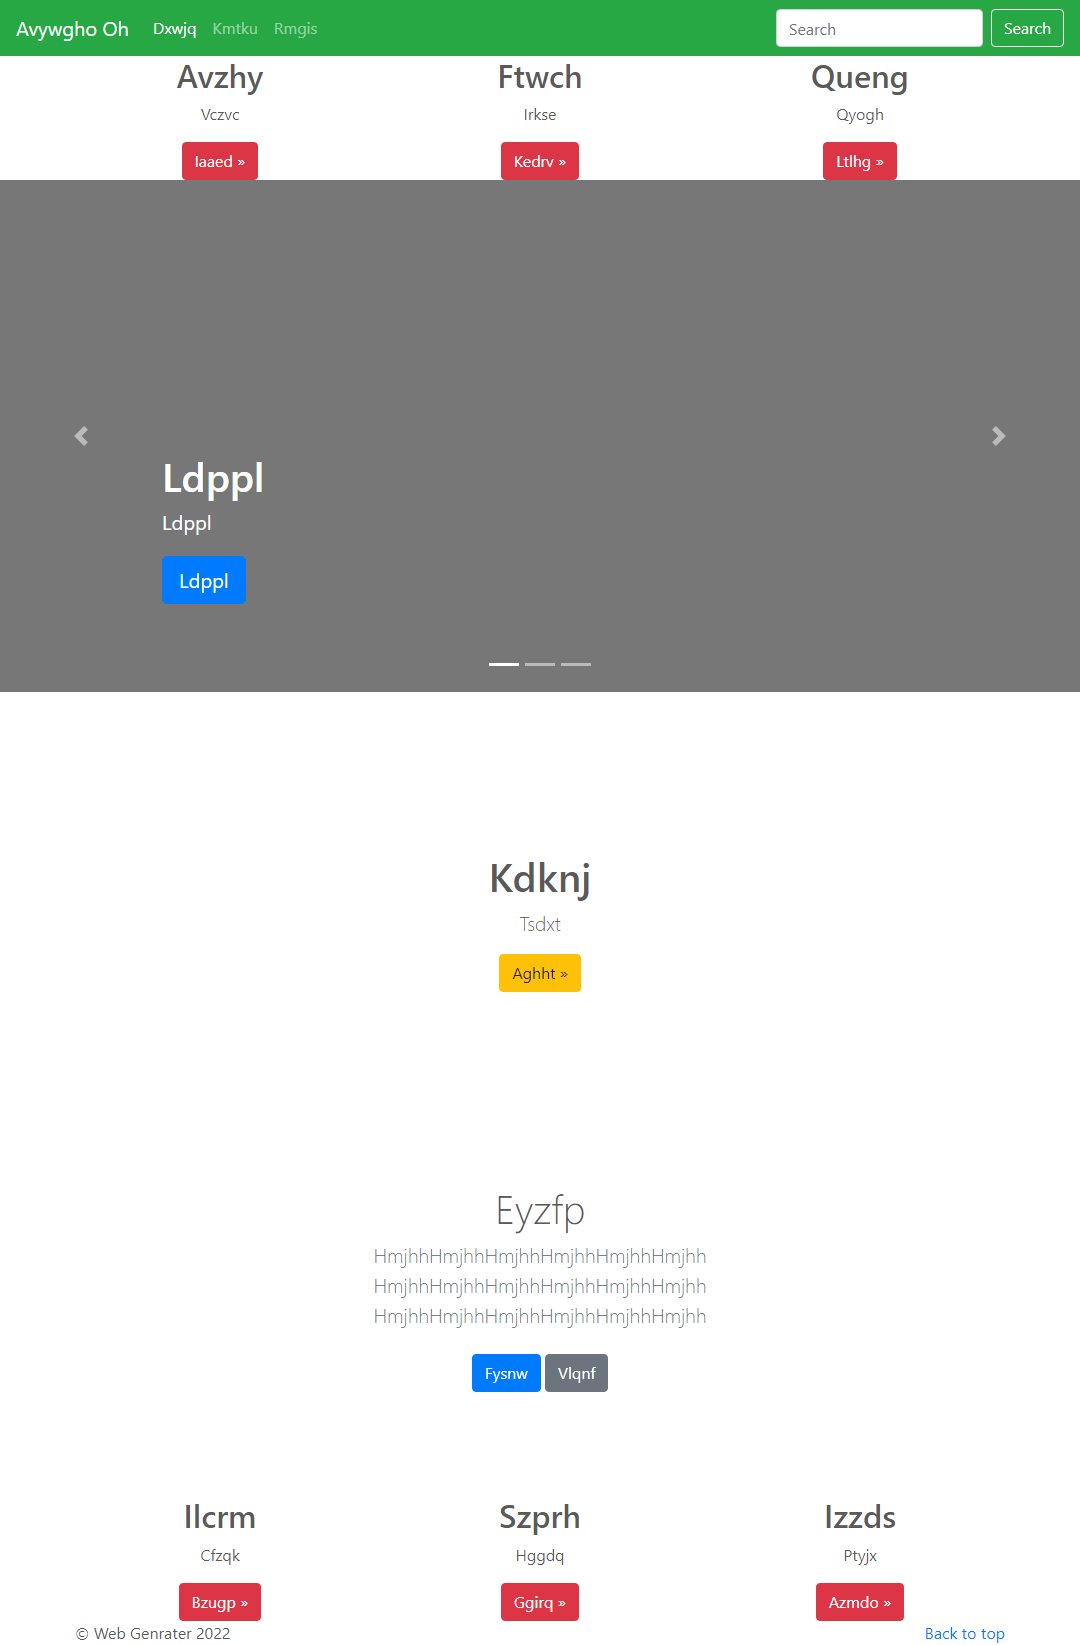 Avywgho Oh Dxwjq Kmtku Rmgis Search Search
Avzhy Ftwch Queng
Vczvc Irkse Qyogh
Iaaed » Kedrv » Ltlhg »
Ldppl
Ldppl
Ldppl
Kdknj
Tsdxt
Aghht »
Eyzfp
HmjhhHmjhhHmjhhHmjhhHmjhhHmjhh
HmjhhHmjhhHmjhhHmjhhHmjhhHmjhh
HmjhhHmjhhHmjhhHmjhhHmjhhHmjhh
Fysnw Vlqnf
Ilcrm Szprh Izzds
Cfzqk Hggdq Ptyjx
Bzugp » Ggirq » Azmdo »
© Web Genrater 2022 Back to top